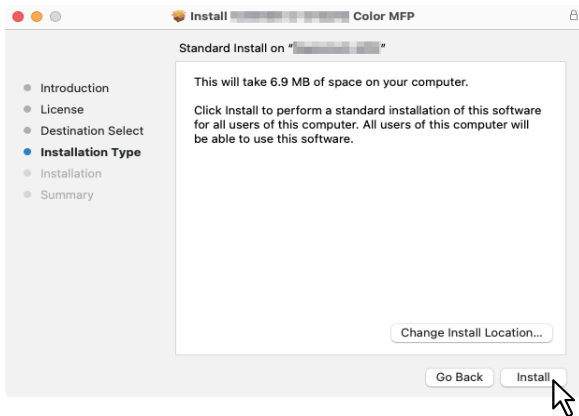 Install Color MFP
Standard Install on “ ”
Introduction
License
Destination Select
Installation Type
Installation
Summary
This will take 6.9 MB of space on your computer.
Click Install to perform a standard installation of this software
for all users of this computer. All users of this computer will
be able to use this software.
Change Install Location...
Go Back
Install